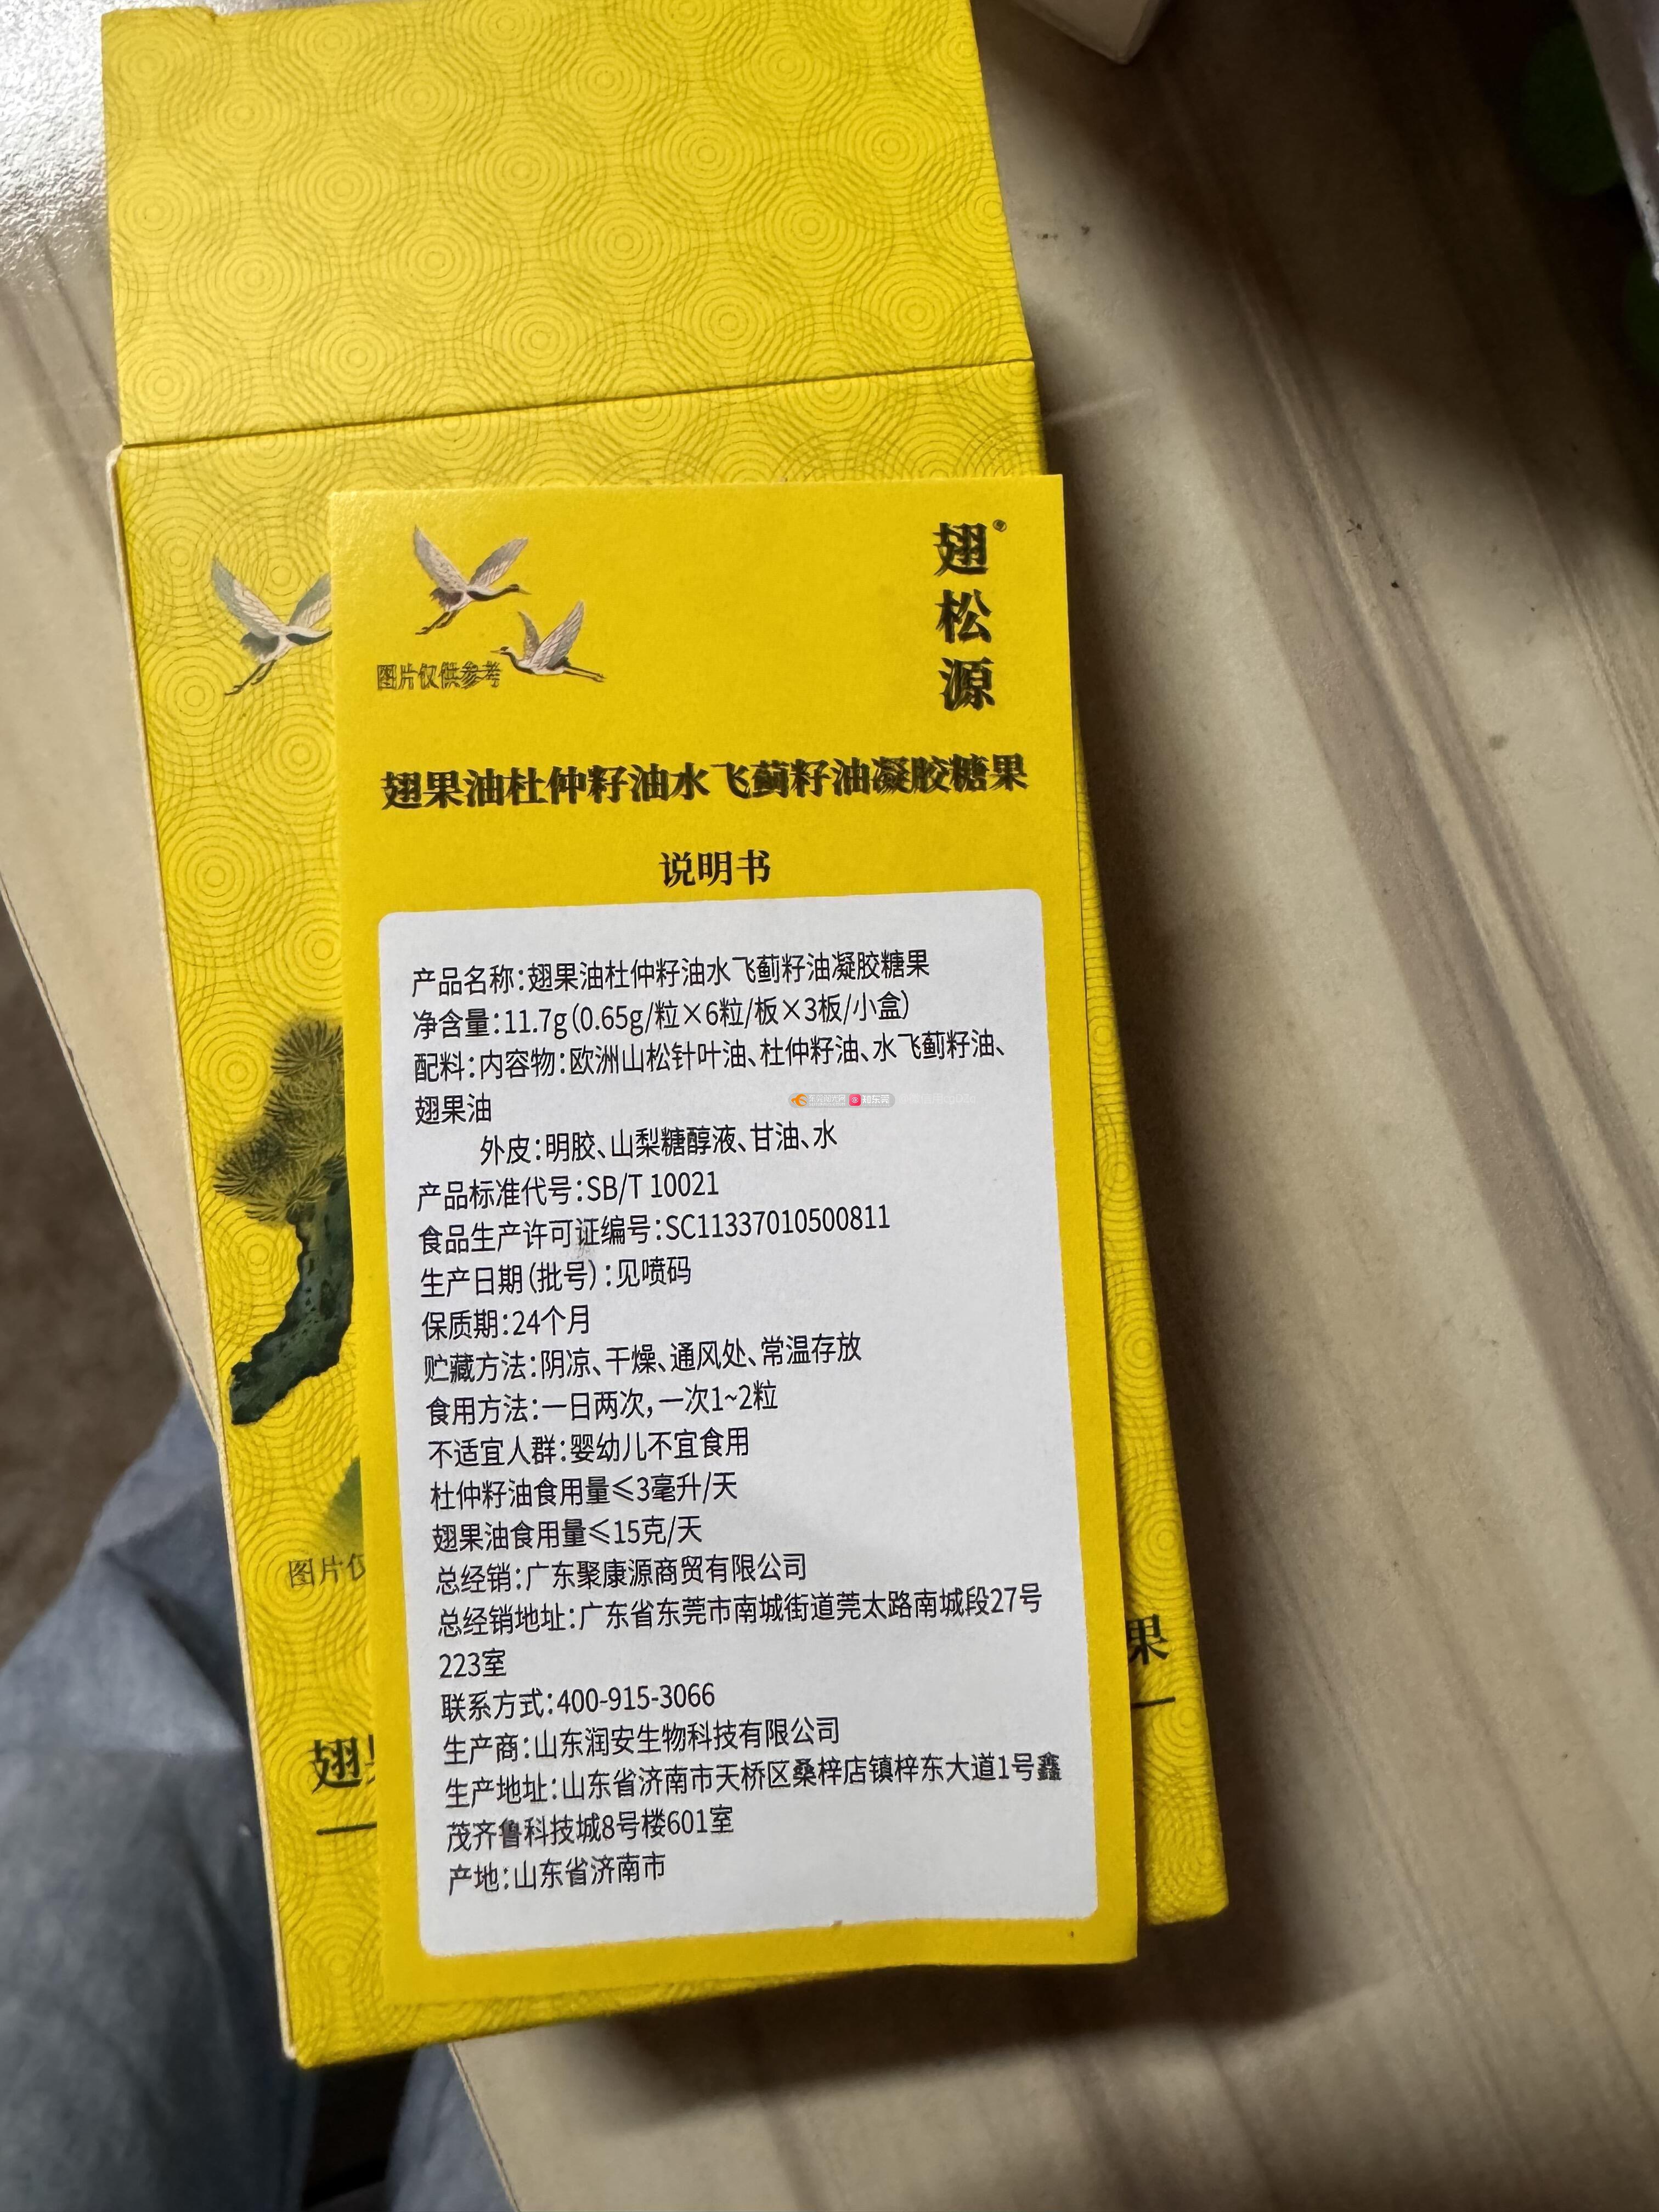 翅松源
图片仅供参考
翅果油杜仲籽油水飞蓟籽油凝胶糖果
说明书
产品名称:翅果油杜仲籽油水飞蓟籽油凝胶糖果
净含量:11.7g(0.65g/粒×6粒/板×3板/小盒)
配料:内容物:欧洲山松针叶油、杜仲籽油、水飞蓟籽油、
翅果油
外皮:明胶、山梨糖醇液、甘油、水
产品标准代号:SB/T 10021
食品生产许可证编号:SC11337010500811
生产日期(批号):见喷码
保质期:24个月
贮藏方法:阴凉、干燥、通风处、常温存放
食用方法:一日两次,一次1~2粒
不适宜人群:婴幼儿不宜食用
杜仲籽油食用量≤3毫升/天
翅果油食用量≤15克/天
总经销:广东聚康源商贸有限公司
总经销地址:广东省东莞市南城街道莞太路南城段27号
223室
联系方式:400-915-3066
生产商:山东润安生物科技有限公司
生产地址:山东省济南市天桥区桑梓店镇梓东大道1号鑫
茂齐鲁科技城8号楼601室
产地:山东省济南市
图片仅
翅
果
知东莞